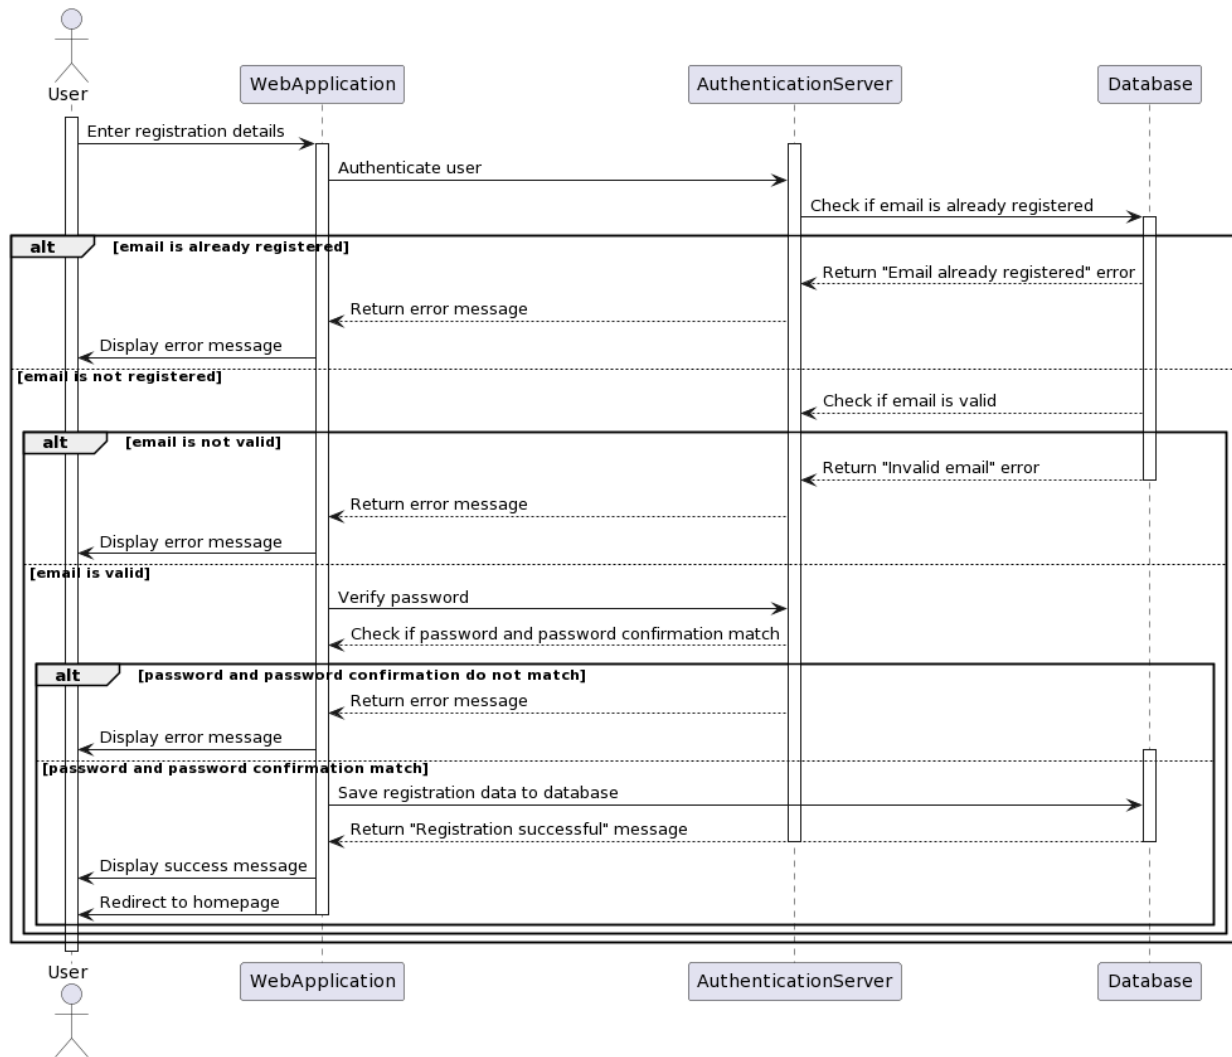 User
WebApplication
AuthenticationServer
Database
Enter registration details
Authenticate user
Check if email is already registered
alt
[email is already registered]
Return "Email already registered" error
Return error message
Display error message
[email is not registered]
Check if email is valid
alt
[email is not valid]
Return "Invalid email" error
Return error message
Display error message
[email is valid]
Verify password
Check if password and password confirmation match
alt
[password and password confirmation do not match]
Return error message
Display error message
[password and password confirmation match]
Save registration data to database
Return "Registration successful" message
Display success message
Redirect to homepage
User
WebApplication
AuthenticationServer
Database